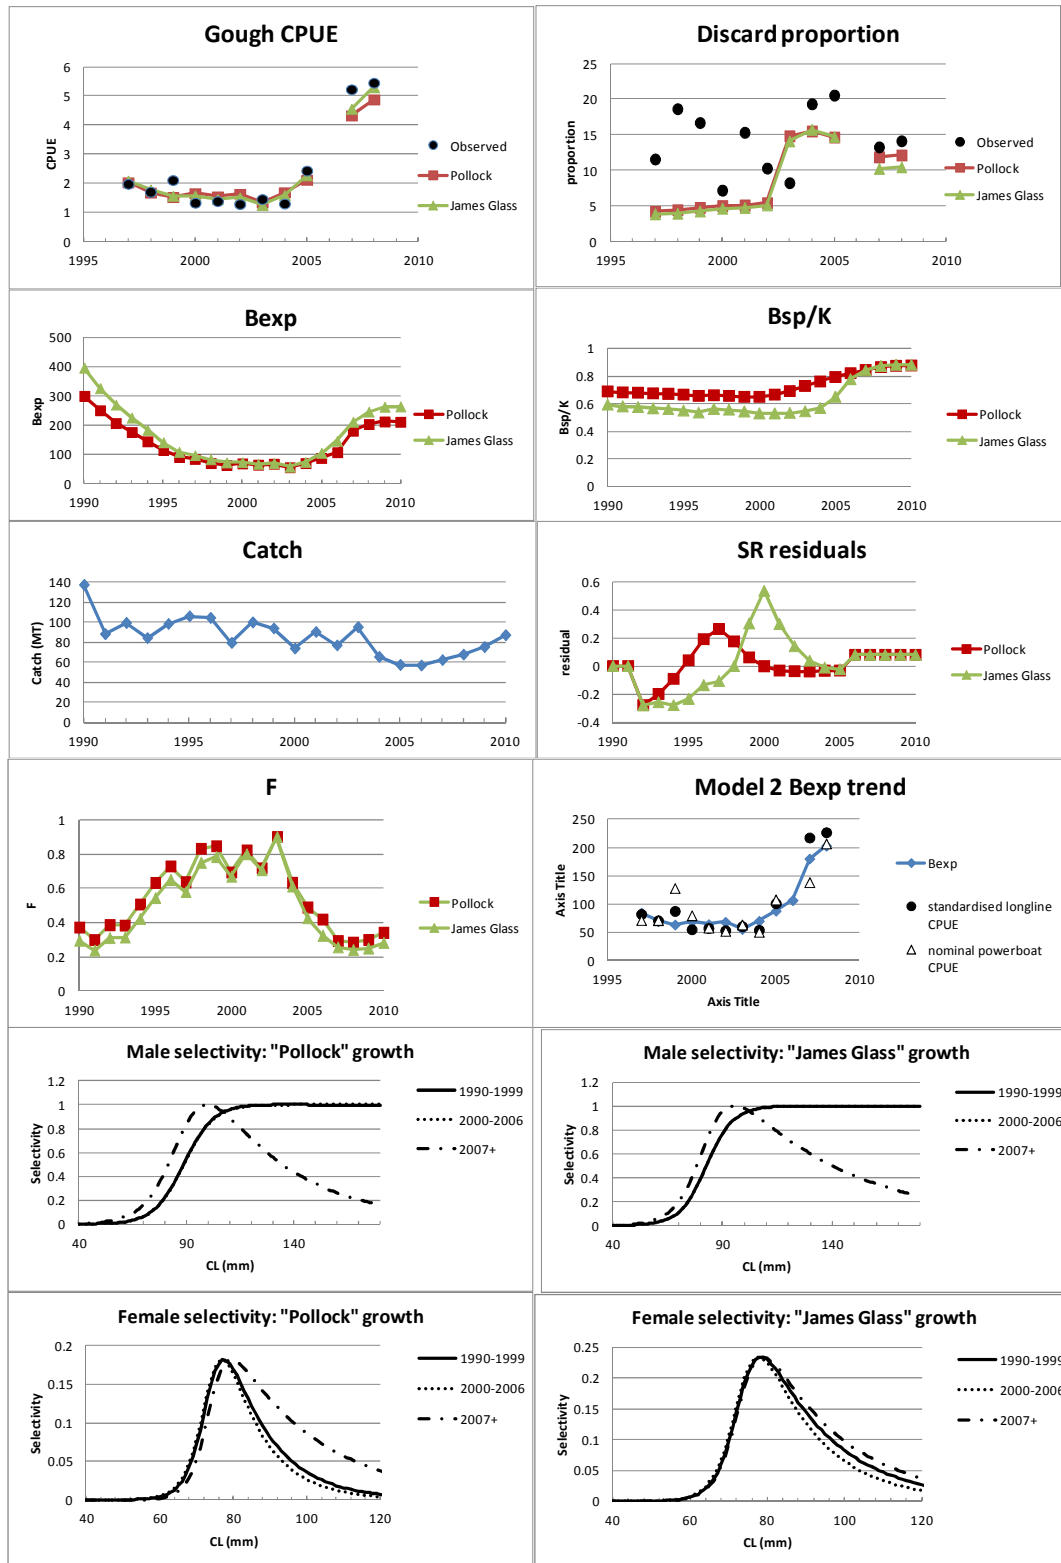 Gough CPUE
6
5
4
3
2
1
0
CPUE
1995 2000 2005 2010
Observed
Pollock
James Glass
Discard proportion
25
20
15
10
5
0
proportion
1995 2000 2005 2010
Observed
Pollock
James Glass
Bexp
500
400
300
200
100
0
Bexp
1990 1995 2000 2005 2010
Pollock
James Glass
Bsp/K
1
0.8
0.6
0.4
0.2
0
Bsp/K
1990 1995 2000 2005 2010
Pollock
James Glass
Catch
140
120
100
80
60
40
20
0
Catch (MT)
1990 1995 2000 2005 2010
SR residuals
0.6
0.4
0.2
0
-0.2
-0.4
residual
1990 1995 2000 2005 2010
Pollock
James Glass
F
1
0.8
0.6
0.4
0.2
0
F
1990 1995 2000 2005 2010
Pollock
James Glass
Model 2 Bexp trend
250
200
150
100
50
0
Axis Title
1995 2000 2005 2010
Axis Title
Bexp
standardised longline
CPUE
nominal powerboat
CPUE
Male selectivity: "Pollock" growth
1.2
1
0.8
0.6
0.4
0.2
0
Selectivity
40 90 140
CL (mm)
1990-1999
2000-2006
2007+
Male selectivity: "James Glass" growth
1.2
1
0.8
0.6
0.4
0.2
0
Selectivity
40 90 140
CL (mm)
1990-1999
2000-2006
2007+
Female selectivity: "Pollock" growth
0.2
0.15
0.1
0.05
0
Selectivity
40 60 80 100 120
CL (mm)
1990-1999
2000-2006
2007+
Female selectivity: "James Glass" growth
0.25
0.2
0.15
0.1
0.05
0
Selectivity
40 60 80 100 120
CL (mm)
1990-1999
2000-2006
2007+